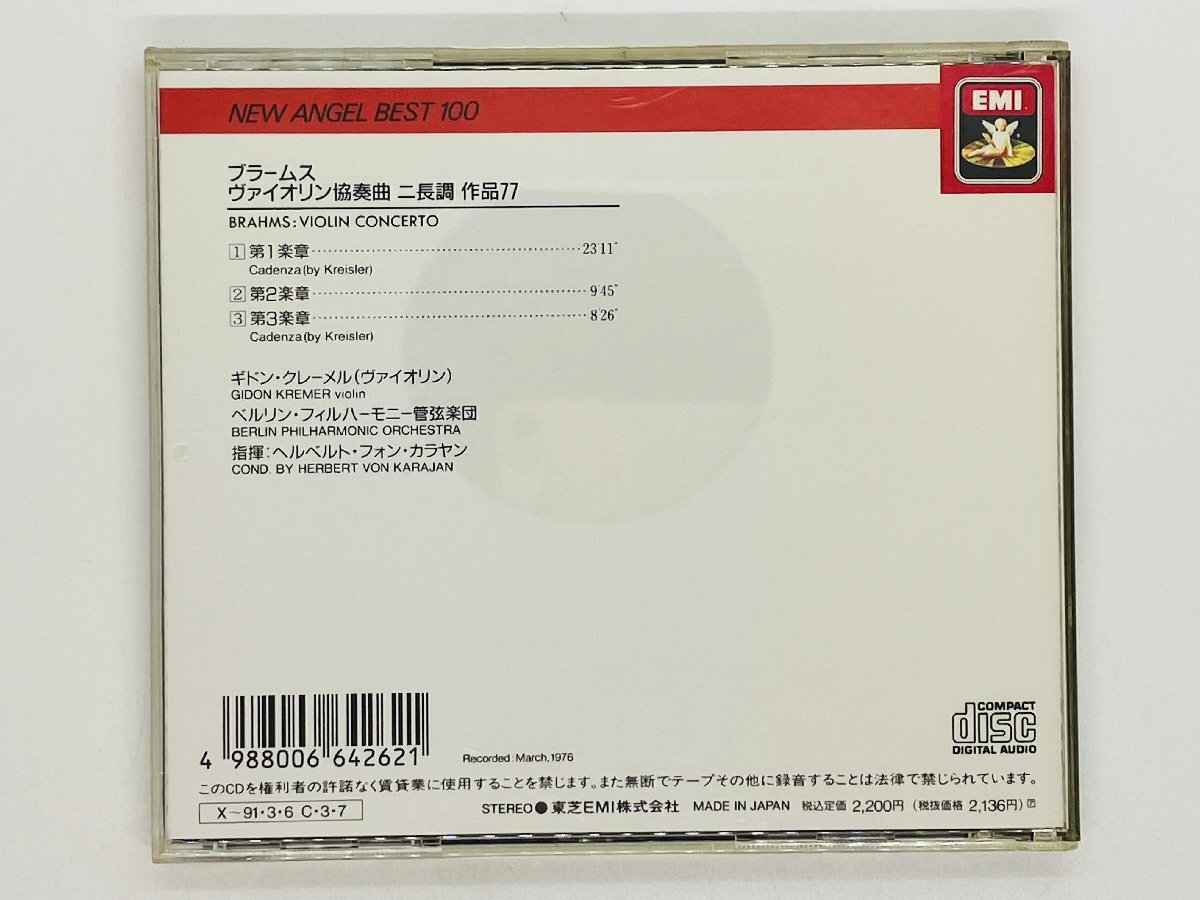 NEW ANGEL BEST 100
EMI
ブラームス
ヴァイオリン協奏曲 ニ長調 作品77
BRAHMS: VIOLIN CONCERTO
1 第1楽章 23′11″
Cadenza (by Kreisler)
2 第2楽章 9′45″
3 第3楽章 8′26″
Cadenza (by Kreisler)
ギドン・クレーメル(ヴァイオリン)
GIDON KREMER violin
ベルリン・フィルハーモニー管弦楽団
BERLIN PHILHARMONIC ORCHESTRA
指揮:ヘルベルト・フォン・カラヤン
COND. BY HERBERT VON KARAJAN
COMPACT
disc
DIGITAL AUDIO
4 988006 642621
Recorded: March, 1976
このCDを権利者の許諾なく賃貸業に使用することを禁じます。また無断でテープその他に録音することは法律で禁じられています。
X～91・3・6 C・3・7
STEREO ● 東芝EMI株式会社 MADE IN JAPAN 税込定価 2,200円 (税抜価格 2,136円) Ⓟ